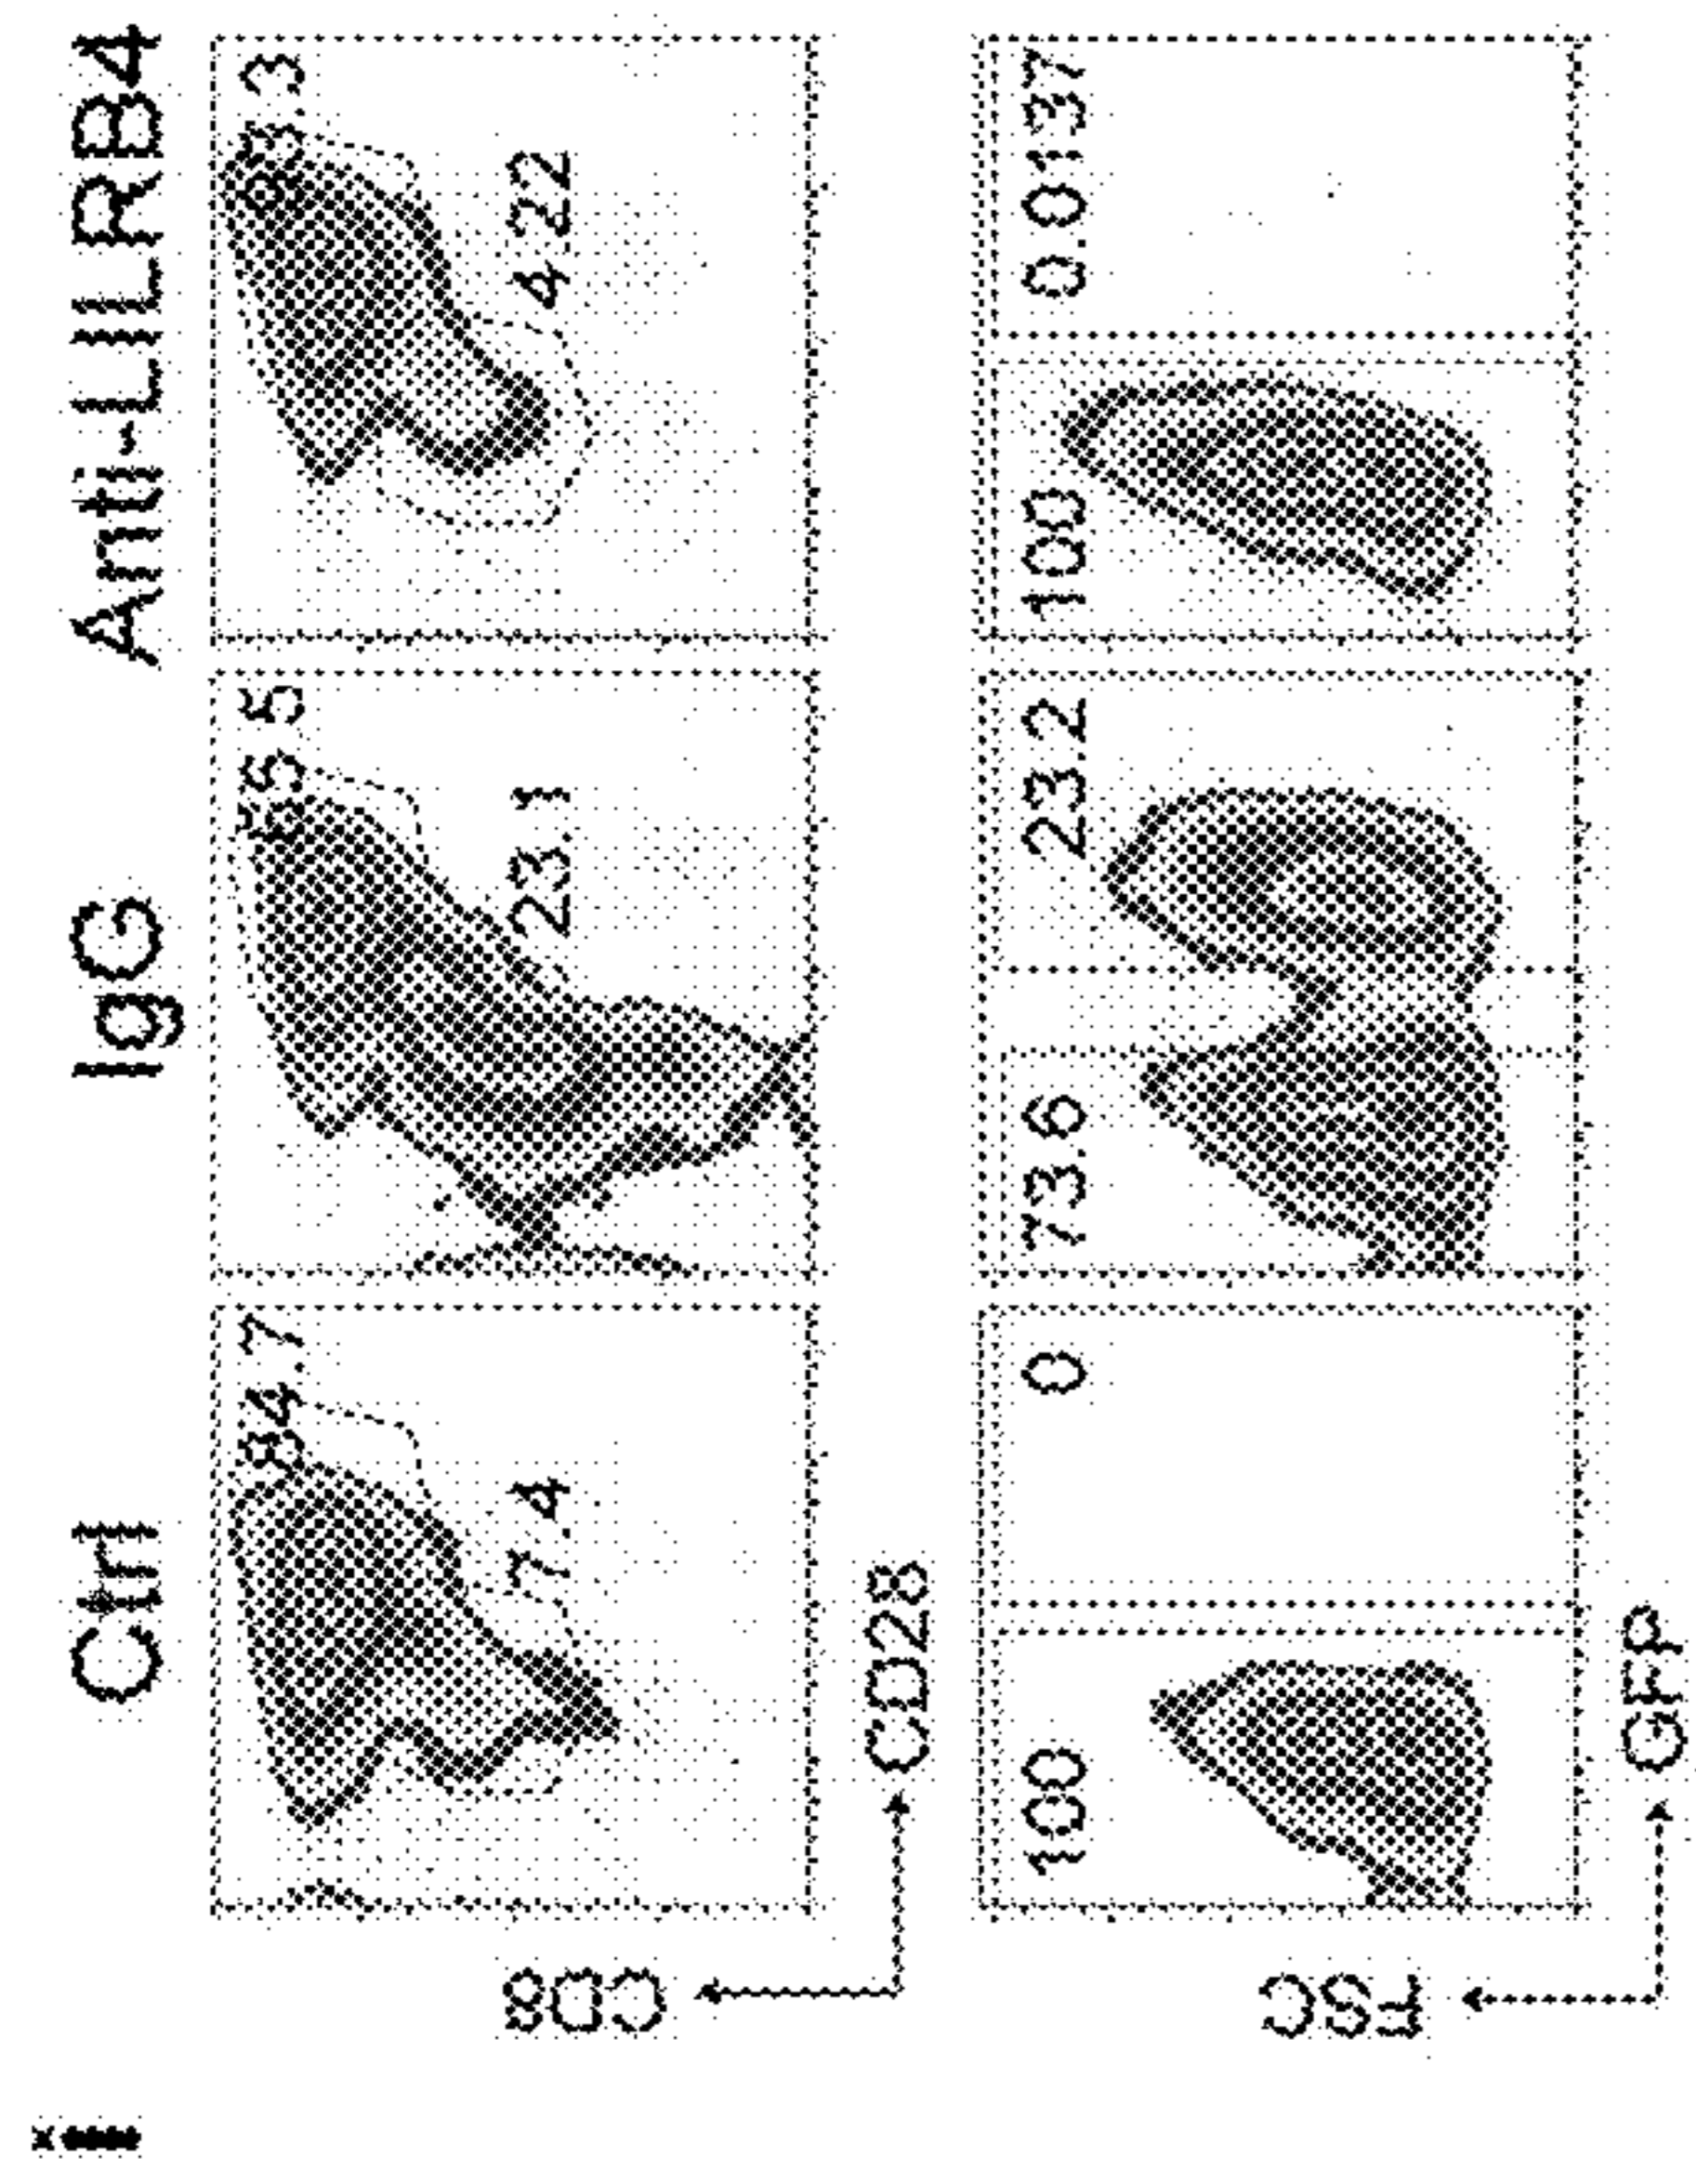 Ctrl IgG Anti-LILRB4
84.7 65.5
7.4 23.1 4.22
CD8
CD28
100 0 73.6 23.2 100 0.0137
FSC
GFP